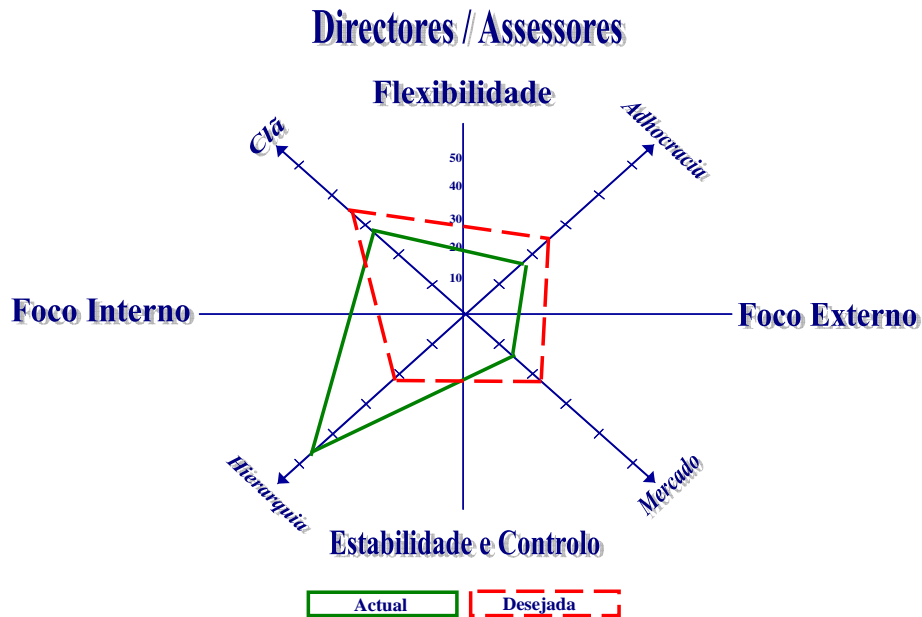 Directores / Assessores
Flexibilidade
Clã
Adhocracia
50
40
30
20
10
Foco Interno
Foco Externo
Hierarquia
Mercado
Estabilidade e Controlo
Actual
Desejada